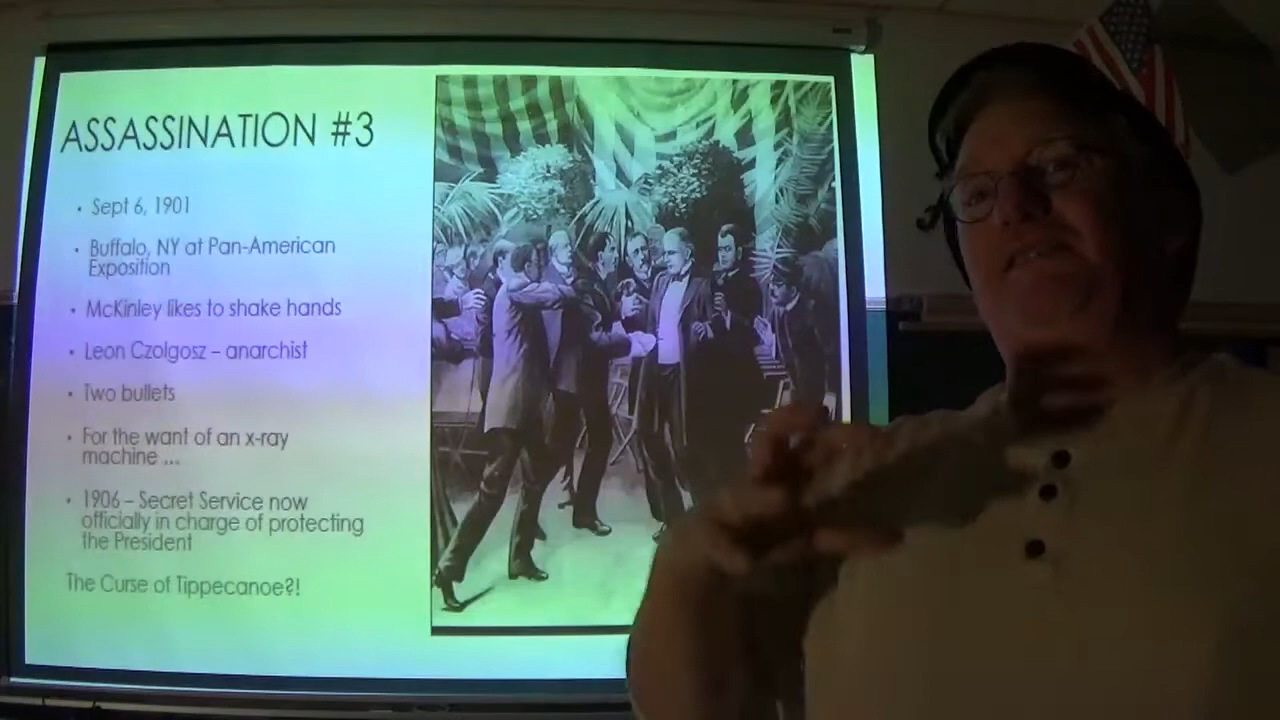 ASSASSINATION #3
• Sept 6, 1901
• Buffalo, NY at Pan-American
Exposition
• McKinley likes to shake hands
• Leon Czolgosz – anarchist
• Two bullets
• For the want of an x-ray
machine ...
• 1906 – Secret Service now
officially in charge of protecting
the President
The Curse of Tippecanoe?!